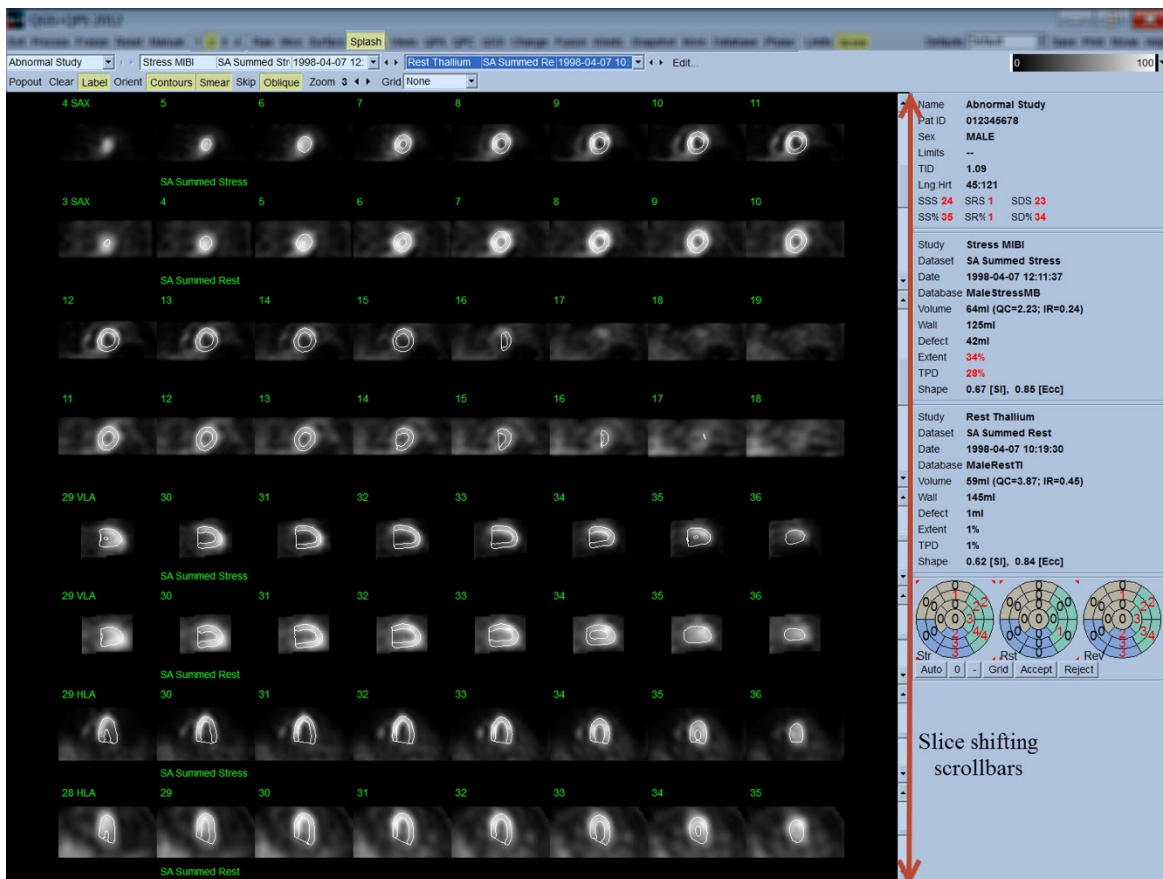 QGS+QPS 2012
Splash
Abnormal Study Stress MIBI SA Summed Str 1998-04-07 12: Rest Thallium SA Summed Re 1998-04-07 10: Edit...
Popout Clear Label Orient Contours Smear Skip Oblique Zoom 3 Grid None
0 100
4 SAX 5 6 7 8 9 10 11
SA Summed Stress
3 SAX 4 5 6 7 8 9 10
SA Summed Rest
12 13 14 15 16 17 18 19
11 12 13 14 15 16 17 18
29 VLA 30 31 32 33 34 35 36
SA Summed Stress
29 VLA 30 31 32 33 34 35 36
SA Summed Rest
29 HLA 30 31 32 33 34 35 36
SA Summed Stress
28 HLA 29 30 31 32 33 34 35
SA Summed Rest
Name Abnormal Study
Pat ID 012345678
Sex MALE
Limits --
TID 1.09
Lng:Hrt 45:121
SSS 24 SRS 1 SDS 23
SS% 35 SR% 1 SD% 34
Study Stress MIBI
Dataset SA Summed Stress
Date 1998-04-07 12:11:37
Database MaleStressMB
Volume 64ml (QC=2.23; IR=0.24)
Wall 125ml
Defect 42ml
Extent 34%
TPD 28%
Shape 0.67 [SI], 0.85 [Ecc]
Study Rest Thallium
Dataset SA Summed Rest
Date 1998-04-07 10:19:30
Database MaleRestTl
Volume 59ml (QC=3.87; IR=0.45)
Wall 145ml
Defect 1ml
Extent 1%
TPD 1%
Shape 0.62 [SI], 0.84 [Ecc]
Str Rst Rev
Auto 0 - Grid Accept Reject
Slice shifting
scrollbars